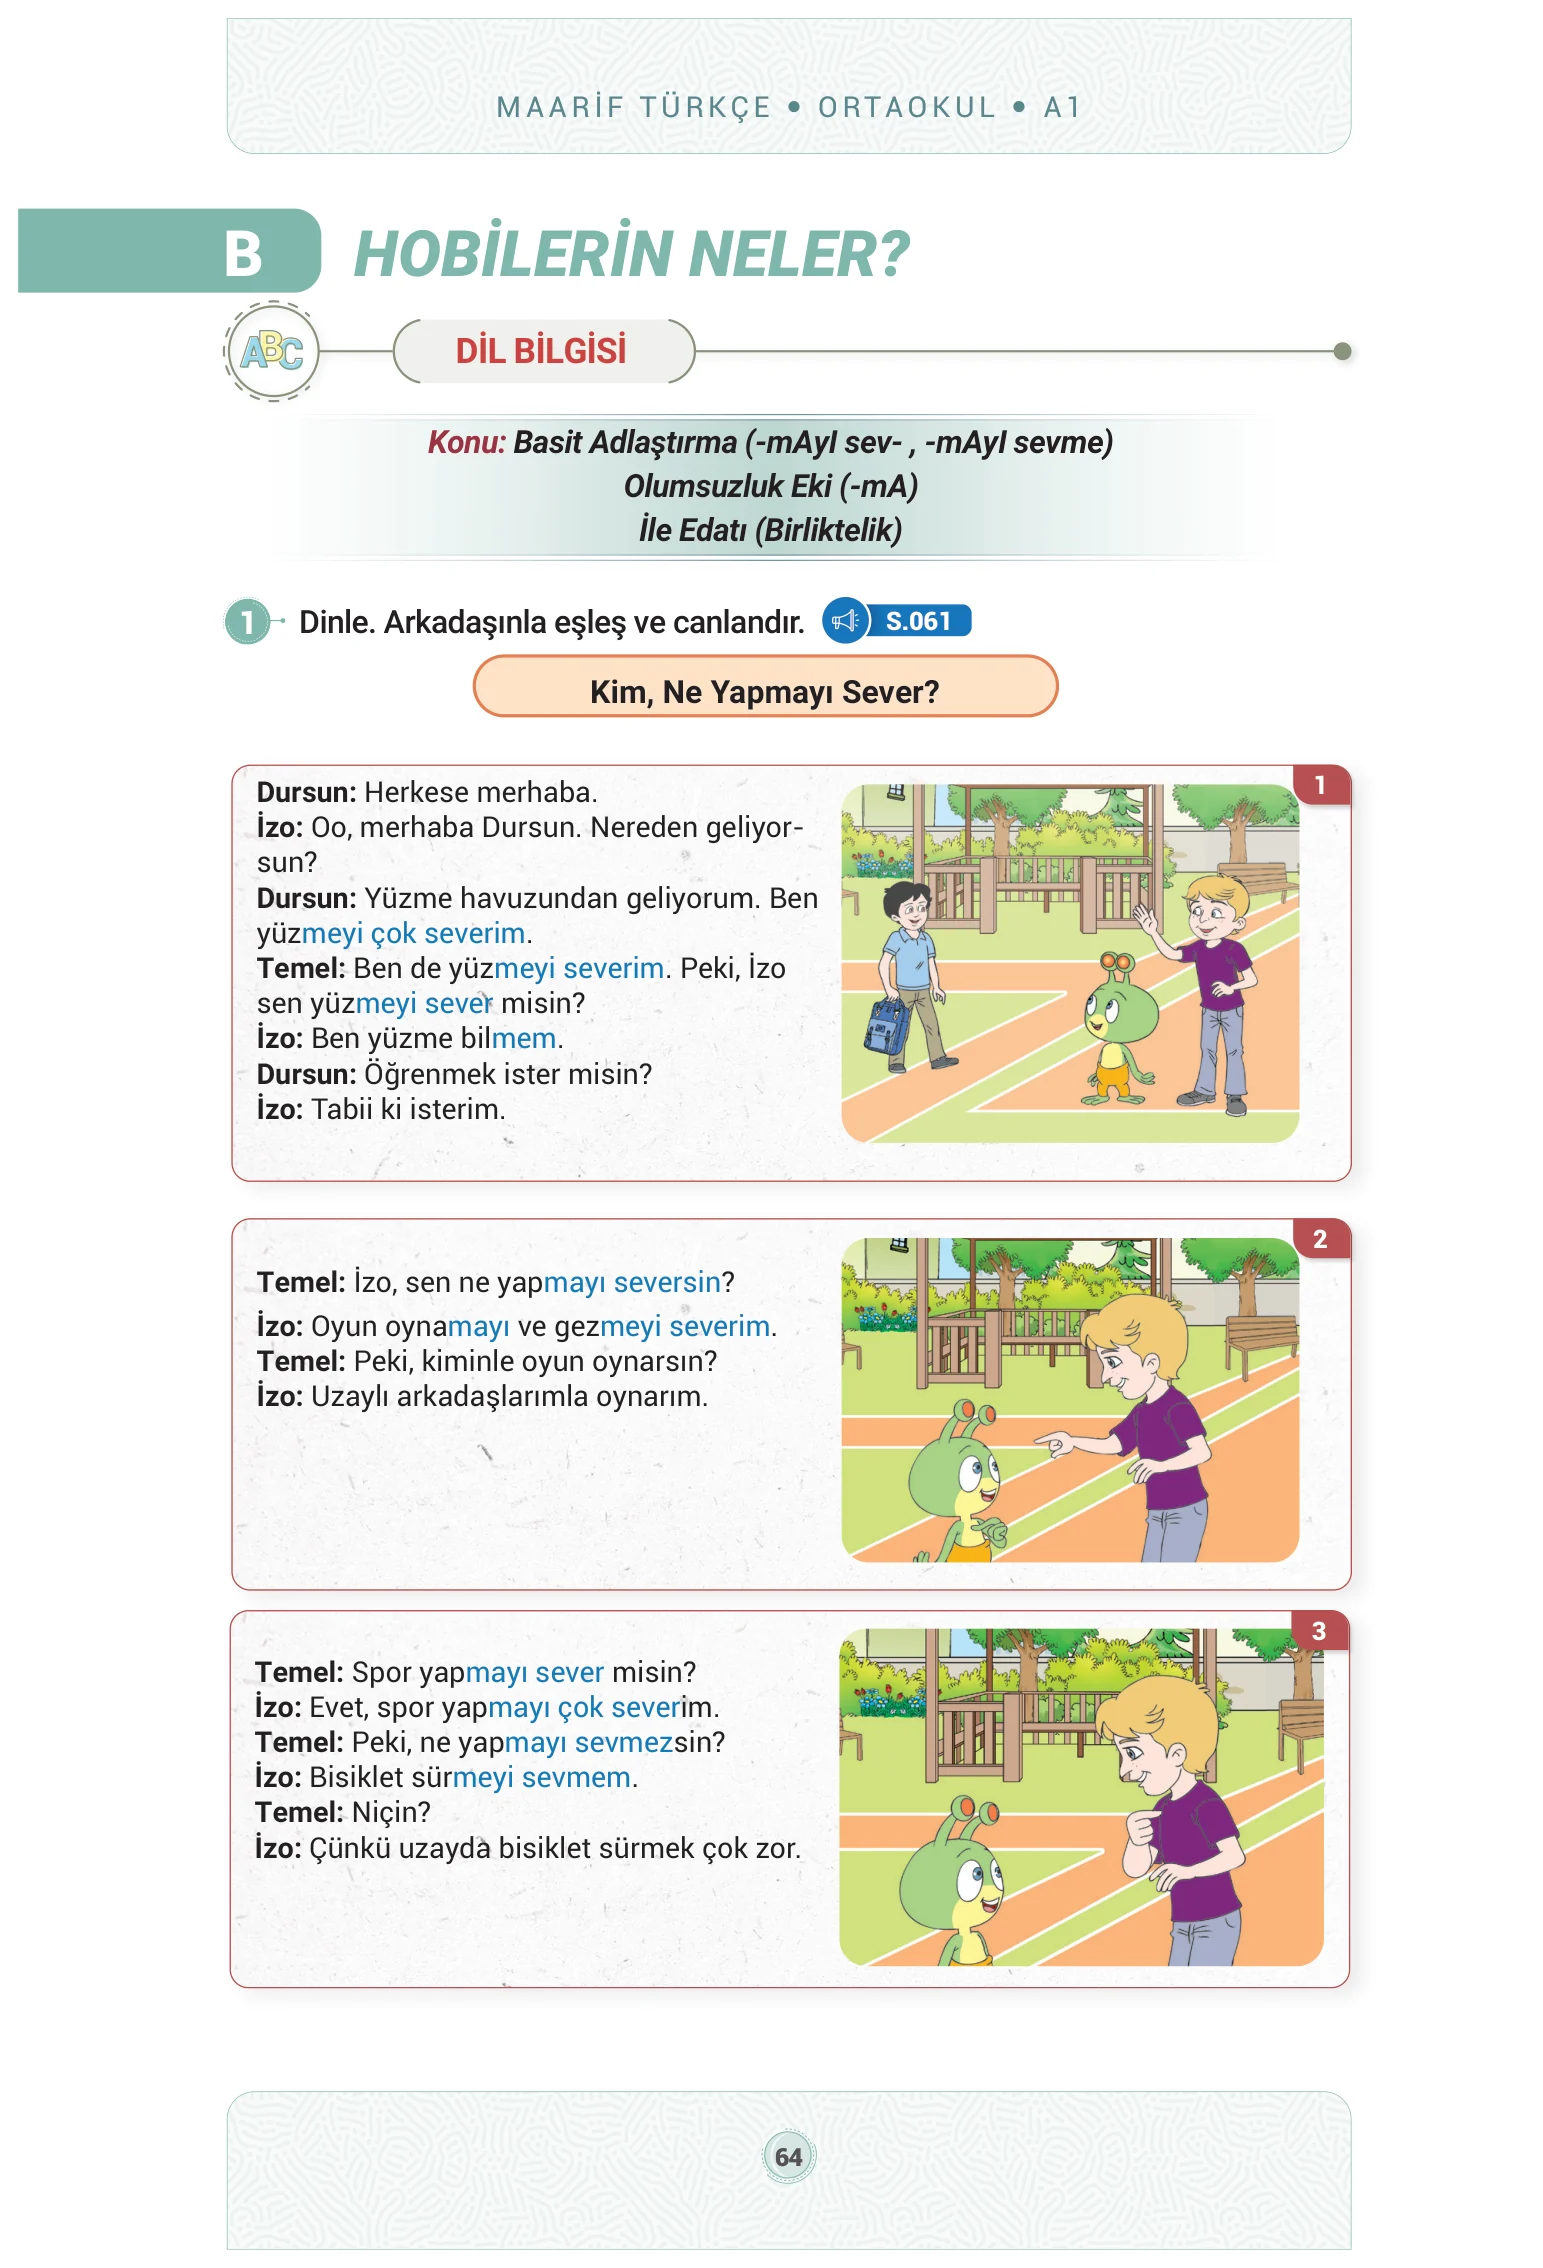 MAARİF TÜRKÇE • ORTAOKUL • A1
B
HOBİLERİN NELER?
ABC
DİL BİLGİSİ
Konu: Basit Adlaştırma (-mAyI sev- , -mAyI sevme)
Olumsuzluk Eki (-mA)
İle Edatı (Birliktelik)
1
Dinle. Arkadaşınla eşleş ve canlandır.
S.061
Kim, Ne Yapmayı Sever?
1
Dursun: Herkese merhaba.
İzo: Oo, merhaba Dursun. Nereden geliyor-
sun?
Dursun: Yüzme havuzundan geliyorum. Ben
yüzmeyi çok severim.
Temel: Ben de yüzmeyi severim. Peki, İzo
sen yüzmeyi sever misin?
İzo: Ben yüzme bilmem.
Dursun: Öğrenmek ister misin?
İzo: Tabii ki isterim.
2
Temel: İzo, sen ne yapmayı seversin?
İzo: Oyun oynamayı ve gezmeyi severim.
Temel: Peki, kiminle oyun oynarsın?
İzo: Uzaylı arkadaşlarımla oynarım.
3
Temel: Spor yapmayı sever misin?
İzo: Evet, spor yapmayı çok severim.
Temel: Peki, ne yapmayı sevmezsin?
İzo: Bisiklet sürmeyi sevmem.
Temel: Niçin?
İzo: Çünkü uzayda bisiklet sürmek çok zor.
64